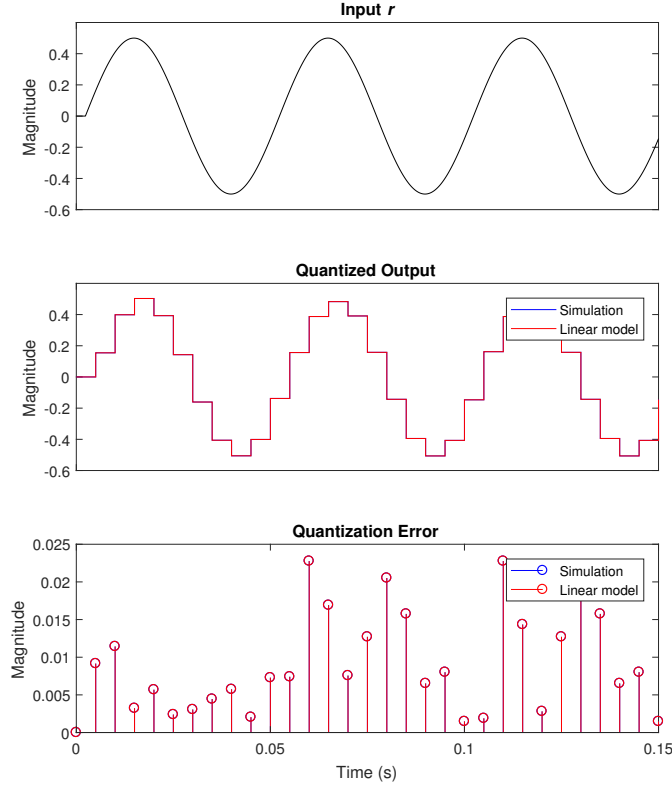 Input r
0.4
0.2
0
-0.2
-0.4
-0.6
Magnitude
Quantized Output
0.4
0.2
0
-0.2
-0.4
-0.6
Magnitude
Simulation
Linear model
Quantization Error
0.025
0.02
0.015
0.01
0.005
0
Magnitude
Simulation
Linear model
0 0.05 0.1 0.15
Time (s)